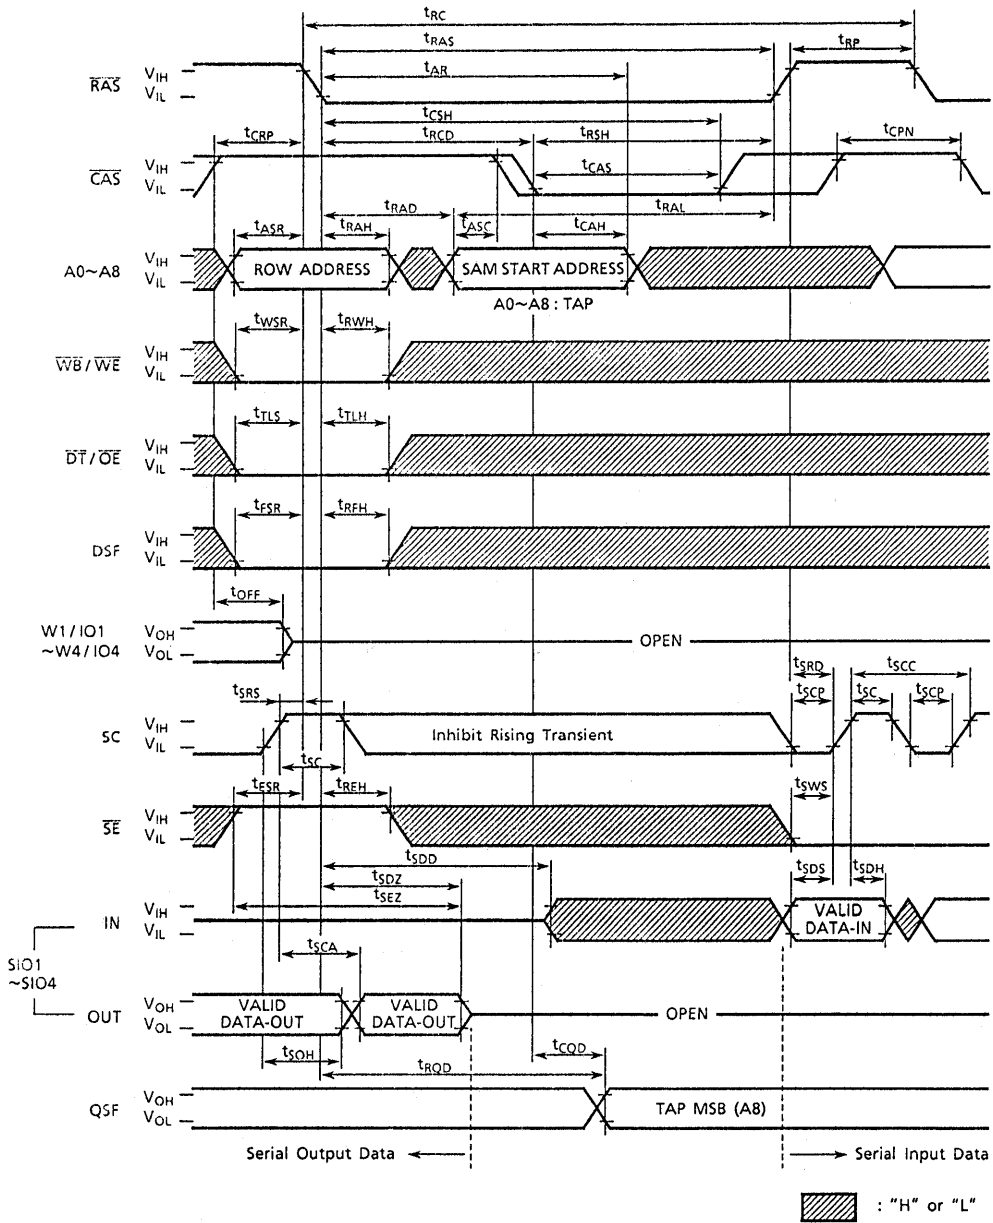 tRC
tRAS
tRP
tAR
RAS
VIH
VIL
tCSH
tCRP
tRCD
tRSH
tCPN
CAS
VIH
VIL
tCAS
tRAD
tRAL
tASR
tRAH
tASC
tCAH
A0~A8
VIH
VIL
ROW ADDRESS
SAM START ADDRESS
A0~A8 : TAP
tWSR
tRWH
WB/WE
VIH
VIL
tTLS
tTLH
DT/OE
VIH
VIL
tFSR
tRFH
DSF
VIH
VIL
tOFF
W1/IO1
~W4/IO4
VOH
VOL
OPEN
tSRD
tSCC
tSRS
tSCP
tSC
tSCP
SC
VIH
VIL
Inhibit Rising Transient
tSC
tESR
tREH
tSWS
SE
VIH
VIL
tSDD
tSDZ
tSEZ
tSDS
tSDH
IN
VIH
VIL
VALID
DATA-IN
SIO1
~SIO4
tSCA
OUT
VOH
VOL
VALID
DATA-OUT
VALID
DATA-OUT
OPEN
tSOH
tCQD
tRQD
QSF
VOH
VOL
TAP MSB (A8)
Serial Output Data
Serial Input Data
: "H" or "L"